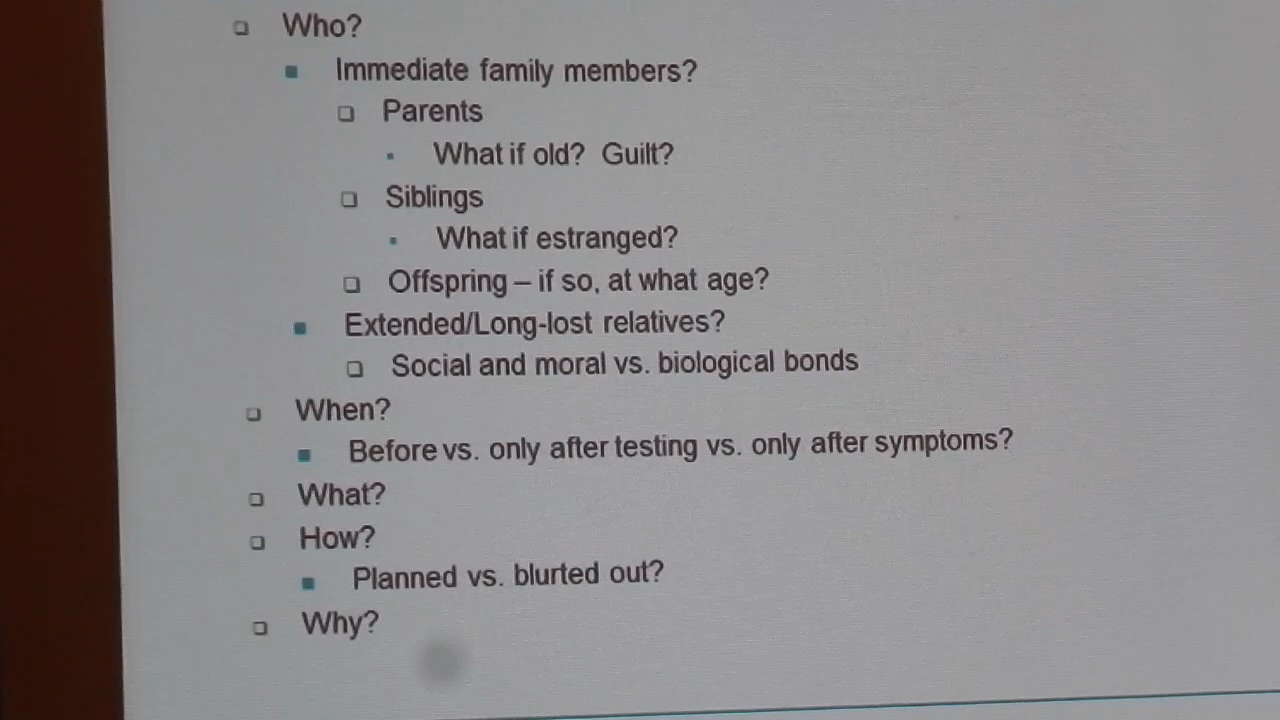 Who?
Immediate family members?
Parents
What if old? Guilt?
Siblings
What if estranged?
Offspring – if so, at what age?
Extended/Long-lost relatives?
Social and moral vs. biological bonds
When?
Before vs. only after testing vs. only after symptoms?
What?
How?
Planned vs. blurted out?
Why?